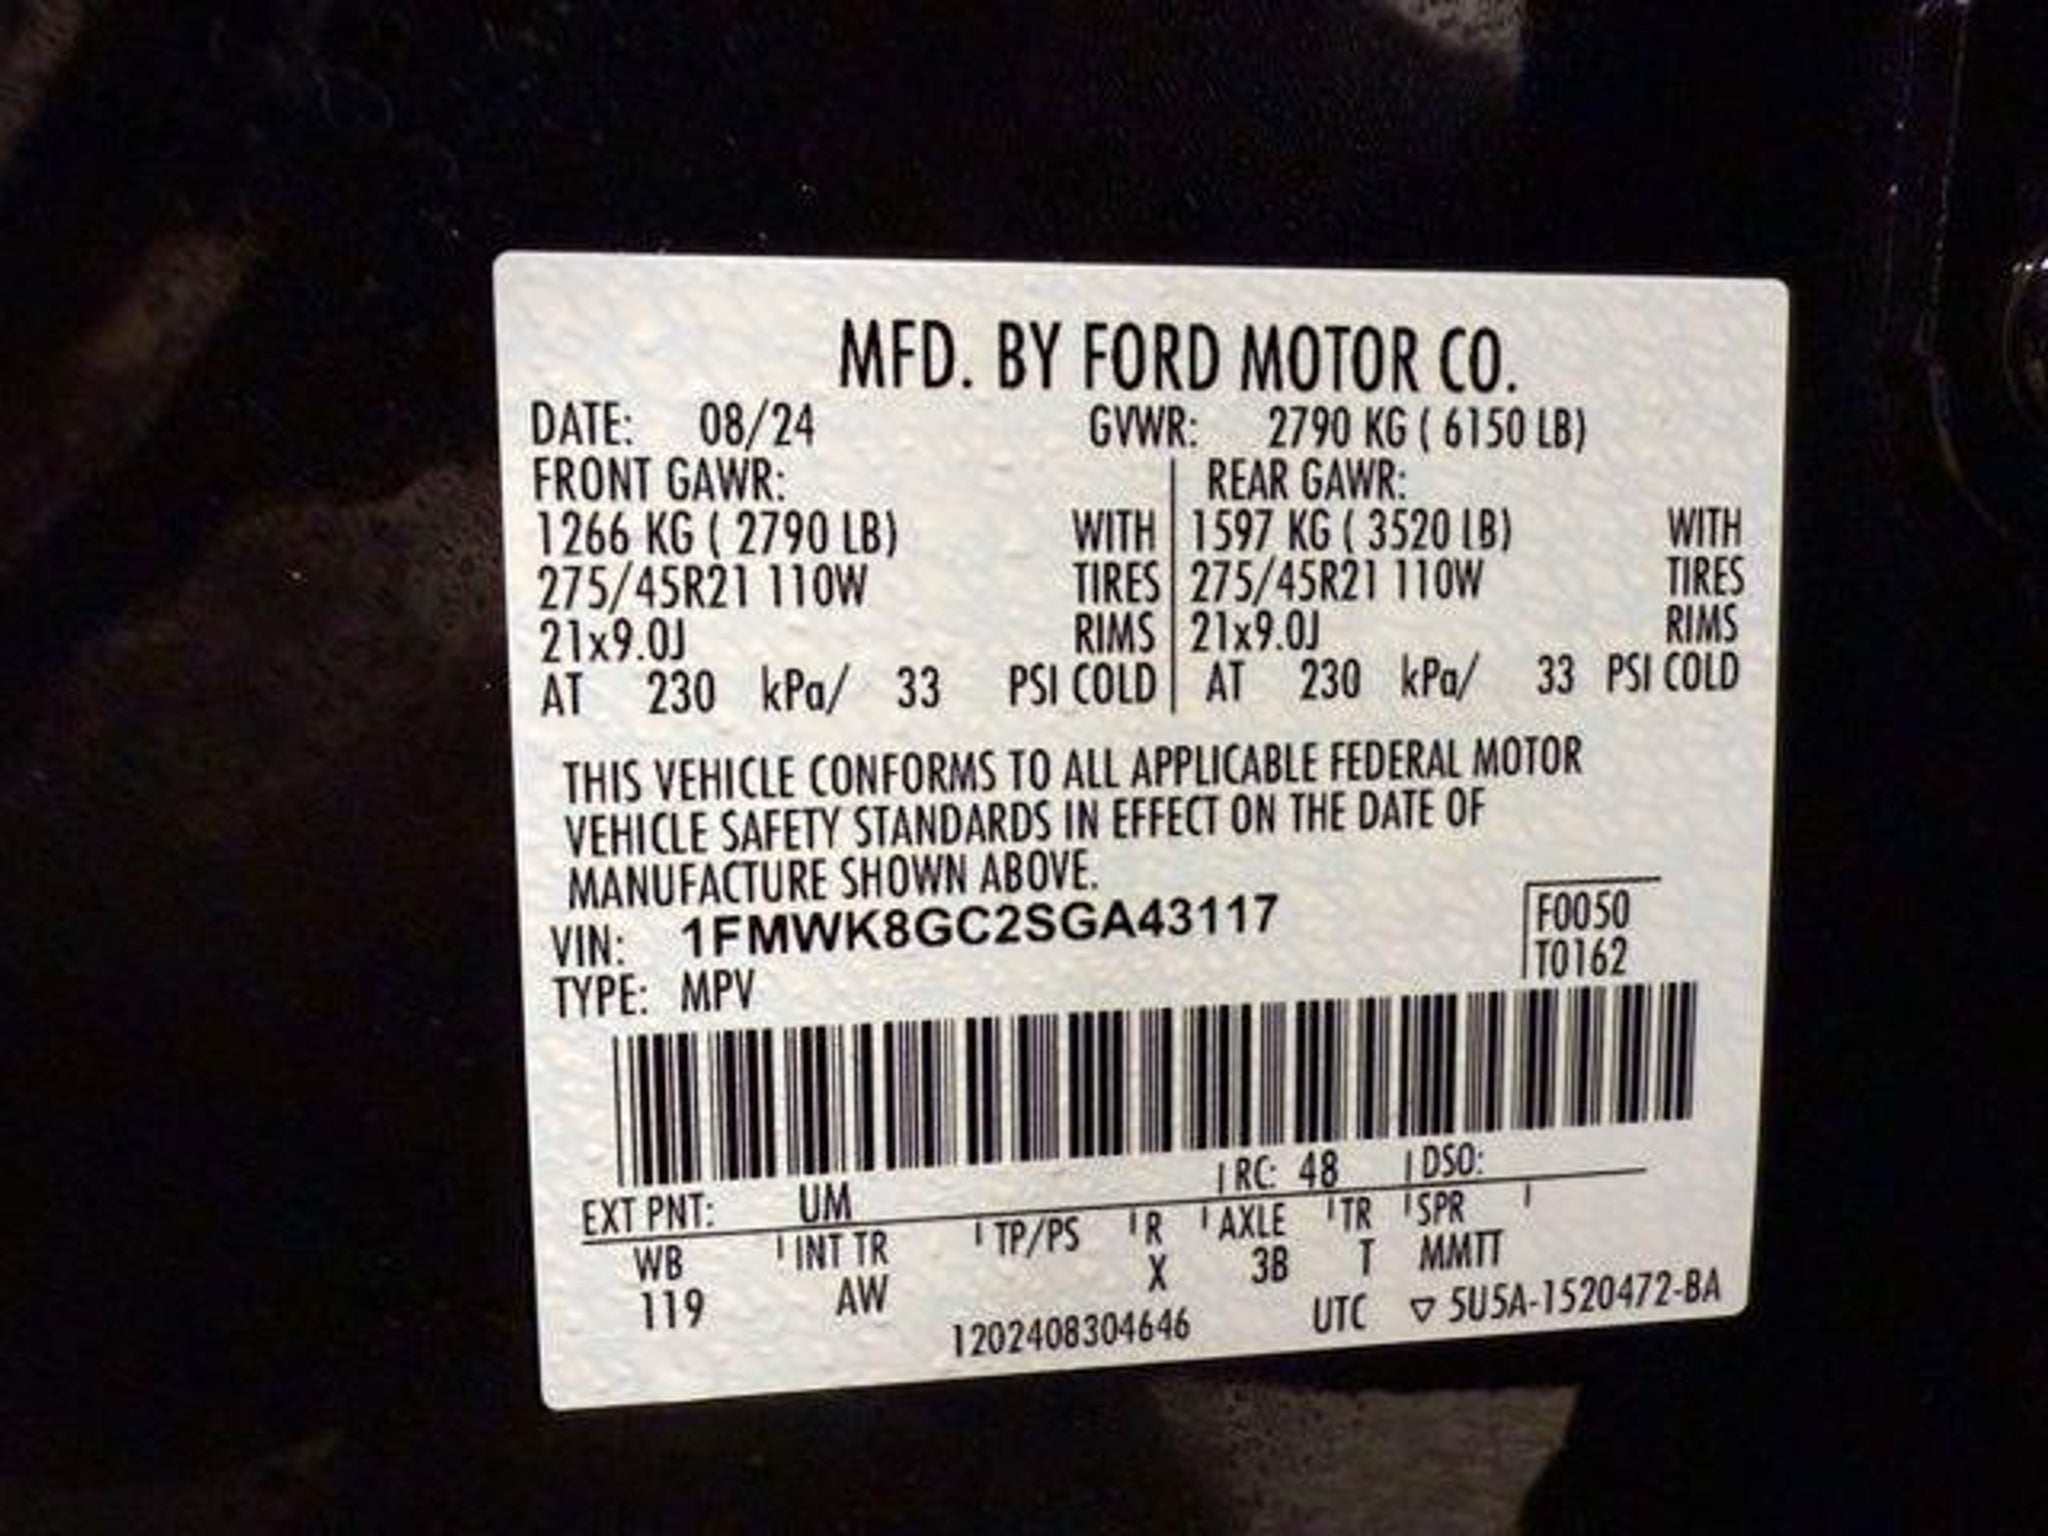 MFD. BY FORD MOTOR CO.
DATE: 08/24 GVWR: 2790 KG ( 6150 LB)
FRONT GAWR: REAR GAWR:
1266 KG ( 2790 LB) WITH 1597 KG ( 3520 LB) WITH
275/45R21 110W TIRES 275/45R21 110W TIRES
21x9.0J RIMS 21x9.0J RIMS
AT 230 kPa/ 33 PSI COLD AT 230 kPa/ 33 PSI COLD
THIS VEHICLE CONFORMS TO ALL APPLICABLE FEDERAL MOTOR
VEHICLE SAFETY STANDARDS IN EFFECT ON THE DATE OF
MANUFACTURE SHOWN ABOVE.
VIN: 1FMWK8GC2SGA43117 F0050
TYPE: MPV T0162
EXT PNT: UM RC: 48 DSO:
WB INT TR TP/PS R AXLE TR SPR
119 AW X 3B T MMTT
1202408304646 UTC ▽ 5U5A-1520472-BA